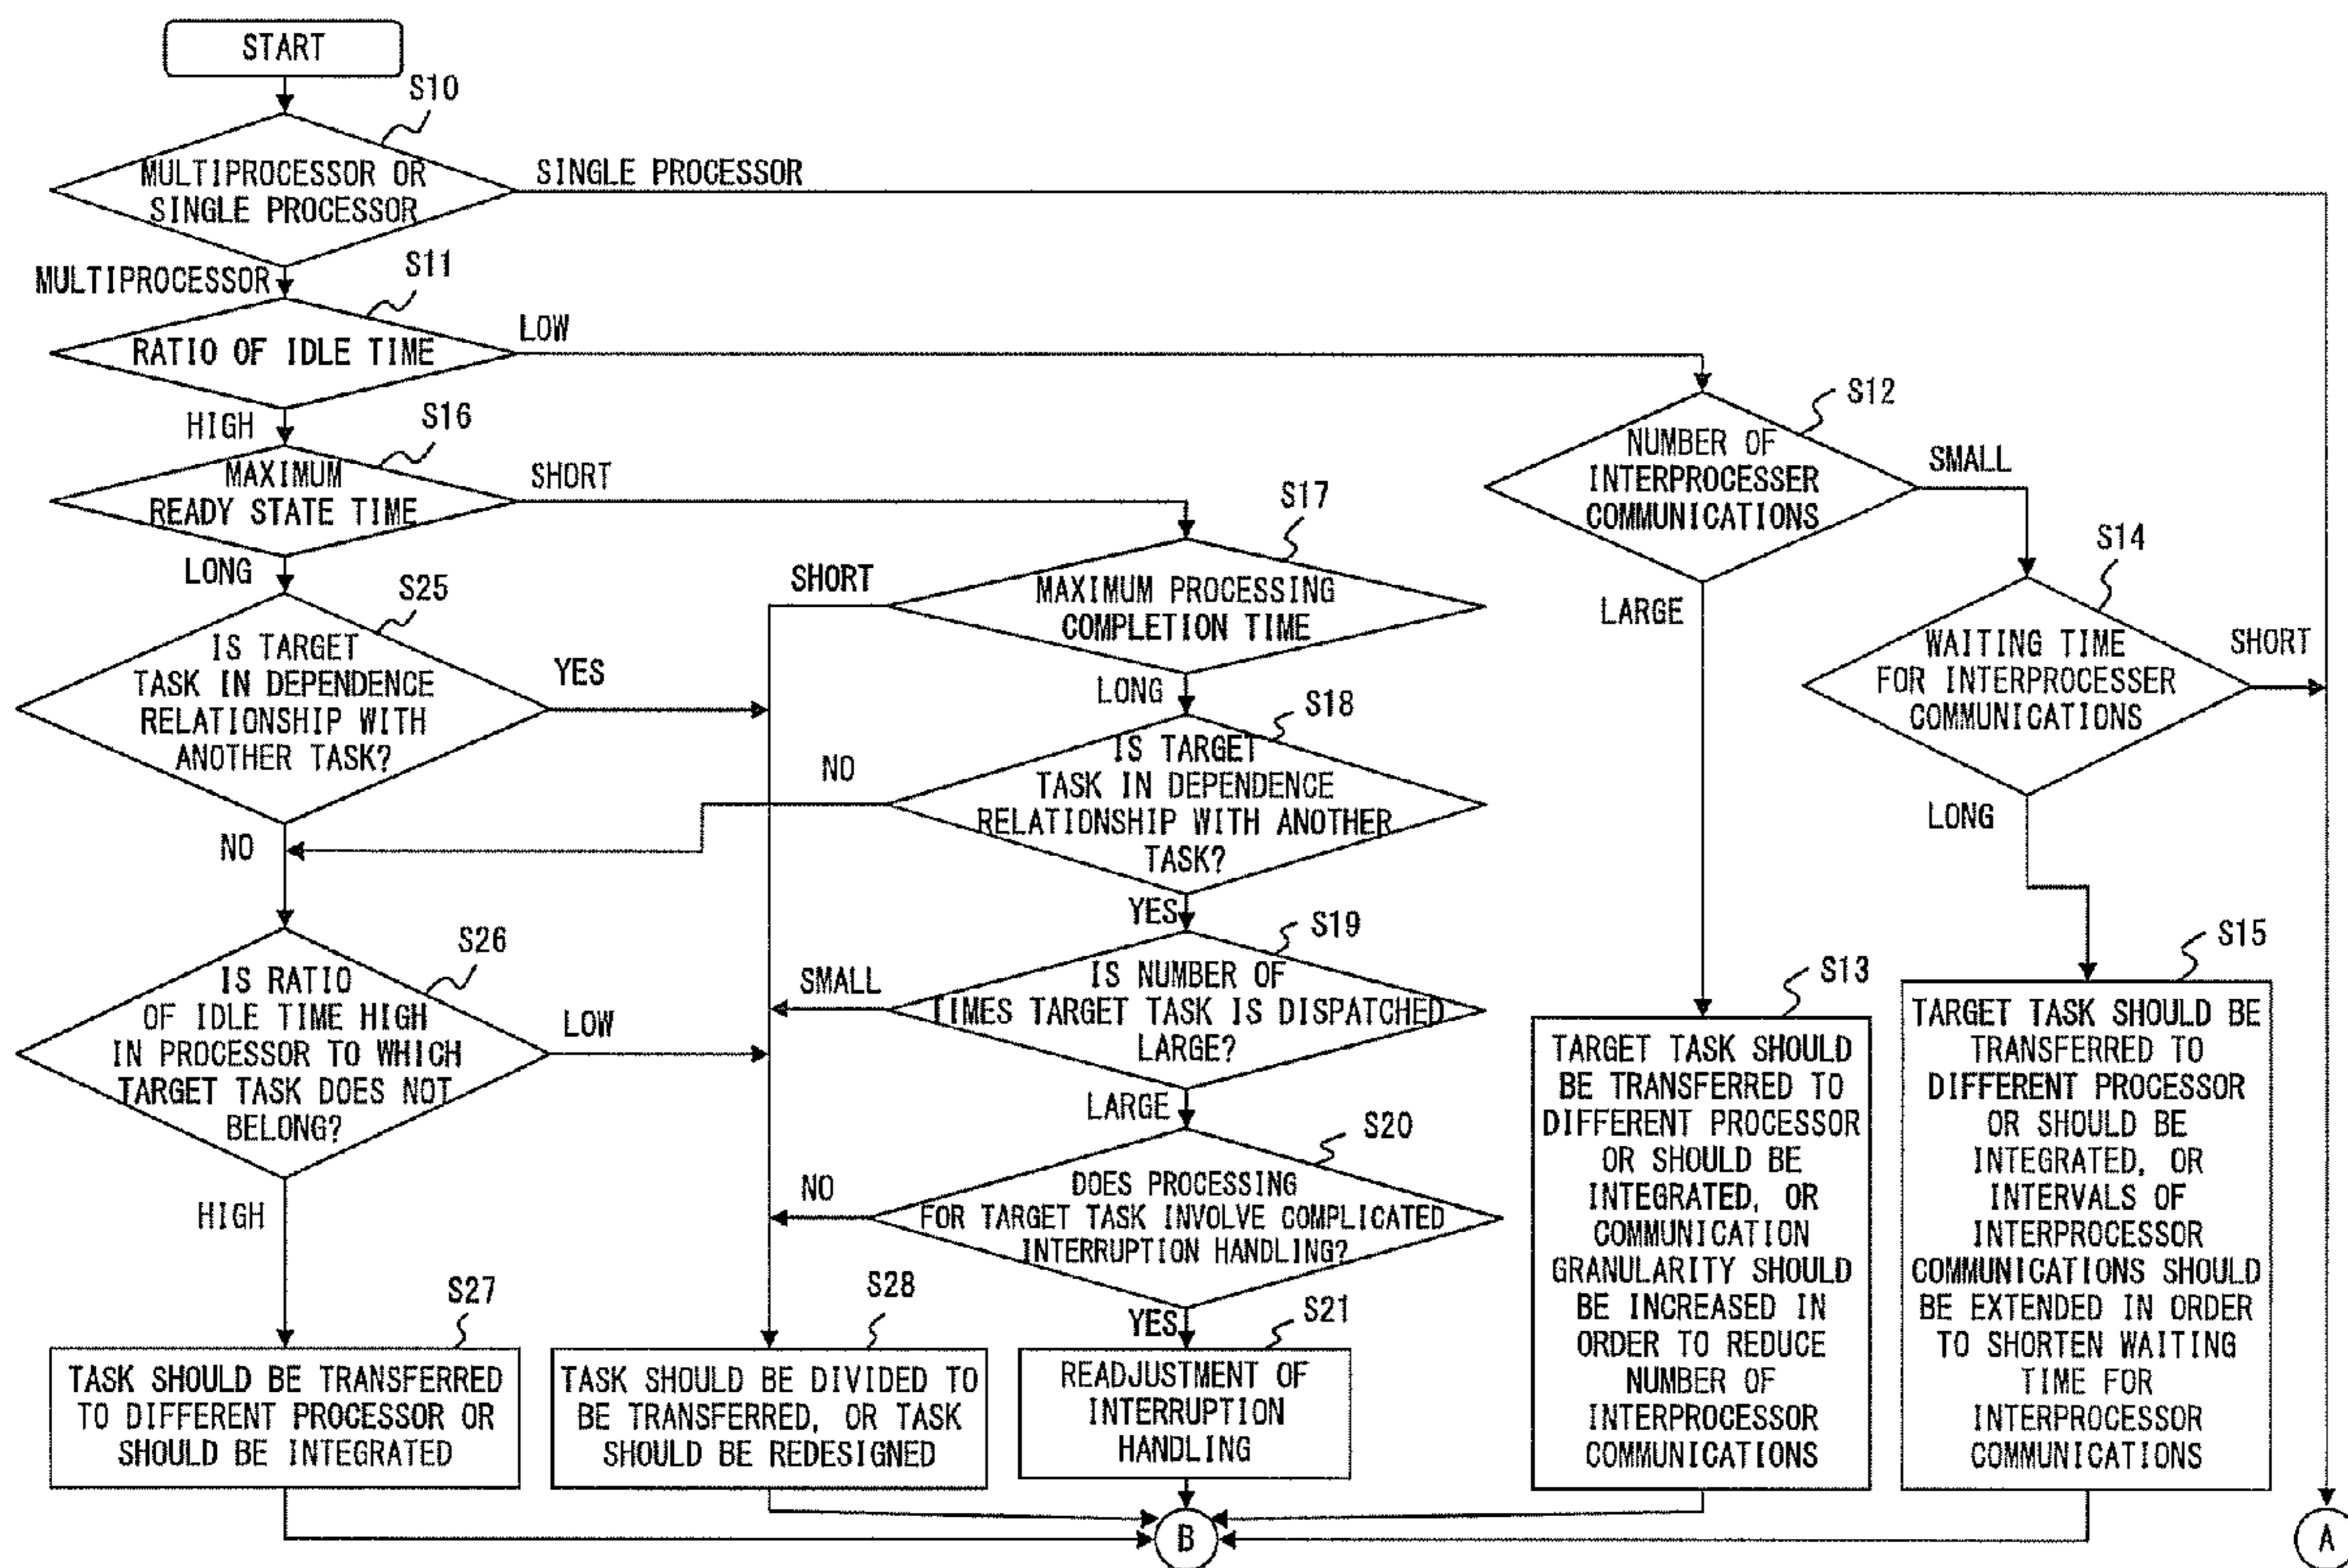 START
S10
MULTIPROCESSOR OR
SINGLE PROCESSOR
SINGLE PROCESSOR
MULTIPROCESSOR
S11
RATIO OF IDLE TIME
LOW
HIGH
S16
MAXIMUM
READY STATE TIME
SHORT
LONG
S12
NUMBER OF
INTERPROCESSER
COMMUNICATIONS
SMALL
LARGE
S17
MAXIMUM PROCESSING
COMPLETION TIME
SHORT
LONG
S14
WAITING TIME
FOR INTERPROCESSER
COMMUNICATIONS
SHORT
LONG
S25
IS TARGET
TASK IN DEPENDENCE
RELATIONSHIP WITH
ANOTHER TASK?
YES
NO
S18
IS TARGET
TASK IN DEPENDENCE
RELATIONSHIP WITH ANOTHER
TASK?
NO
YES
S26
IS RATIO
OF IDLE TIME HIGH
IN PROCESSOR TO WHICH
TARGET TASK DOES NOT
BELONG?
LOW
HIGH
S19
IS NUMBER OF
TIMES TARGET TASK IS DISPATCHED
LARGE?
SMALL
LARGE
S20
DOES PROCESSING
FOR TARGET TASK INVOLVE COMPLICATED
INTERRUPTION HANDLING?
NO
YES
S13
TARGET TASK SHOULD
BE TRANSFERRED TO
DIFFERENT PROCESSOR
OR SHOULD BE
INTEGRATED, OR
COMMUNICATION
GRANULARITY SHOULD
BE INCREASED IN
ORDER TO REDUCE
NUMBER OF
INTERPROCESSOR
COMMUNICATIONS
S15
TARGET TASK SHOULD BE
TRANSFERRED TO
DIFFERENT PROCESSOR
OR SHOULD BE
INTEGRATED, OR
INTERVALS OF
INTERPROCESSOR
COMMUNICATIONS SHOULD
BE EXTENDED IN ORDER
TO SHORTEN WAITING
TIME FOR
INTERPROCESSOR
COMMUNICATIONS
S27
TASK SHOULD BE TRANSFERRED
TO DIFFERENT PROCESSOR OR
SHOULD BE INTEGRATED
S28
TASK SHOULD BE DIVIDED TO
BE TRANSFERRED, OR TASK
SHOULD BE REDESIGNED
S21
READJUSTMENT OF
INTERRUPTION
HANDLING
B
A